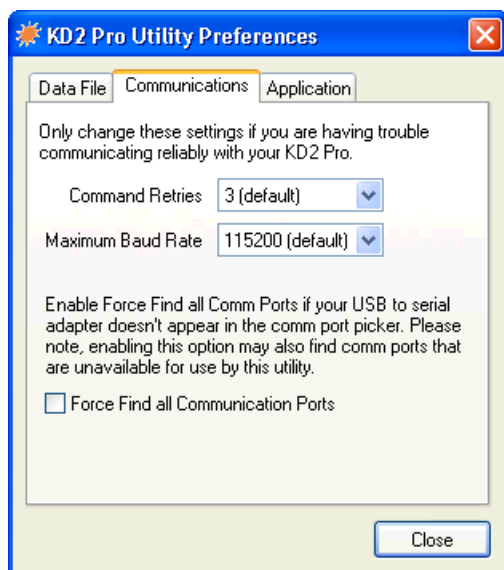 KD2 Pro Utility Preferences
Data File Communications Application
Only change these settings if you are having trouble
communicating reliably with your KD2 Pro.
Command Retries 3 (default)
Maximum Baud Rate 115200 (default)
Enable Force Find all Comm Ports if your USB to serial
adapter doesn't appear in the comm port picker. Please
note, enabling this option may also find comm ports that
are unavailable for use by this utility.
Force Find all Communication Ports
Close